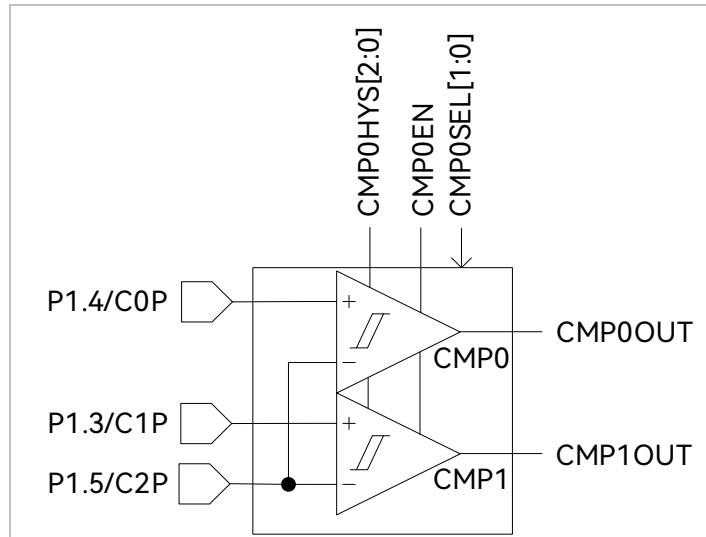 CMP0HYS[2:0]
CMP0EN
CMP0SEL[1:0]
P1.4/C0P
+
−
CMP0
CMP0OUT
P1.3/C1P
+
P1.5/C2P
−
CMP1
CMP1OUT